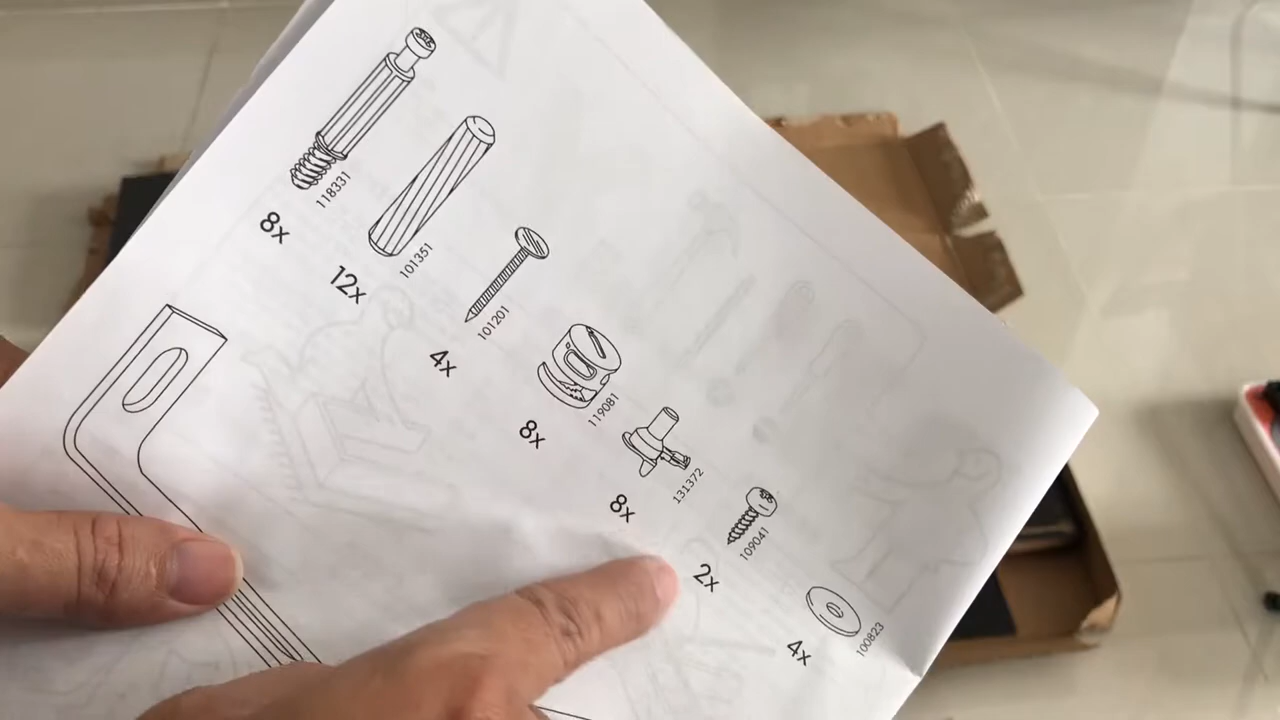 8x
118331
12x
101351
4x
101201
8x
119081
8x
131372
2x
109041
4x
100823